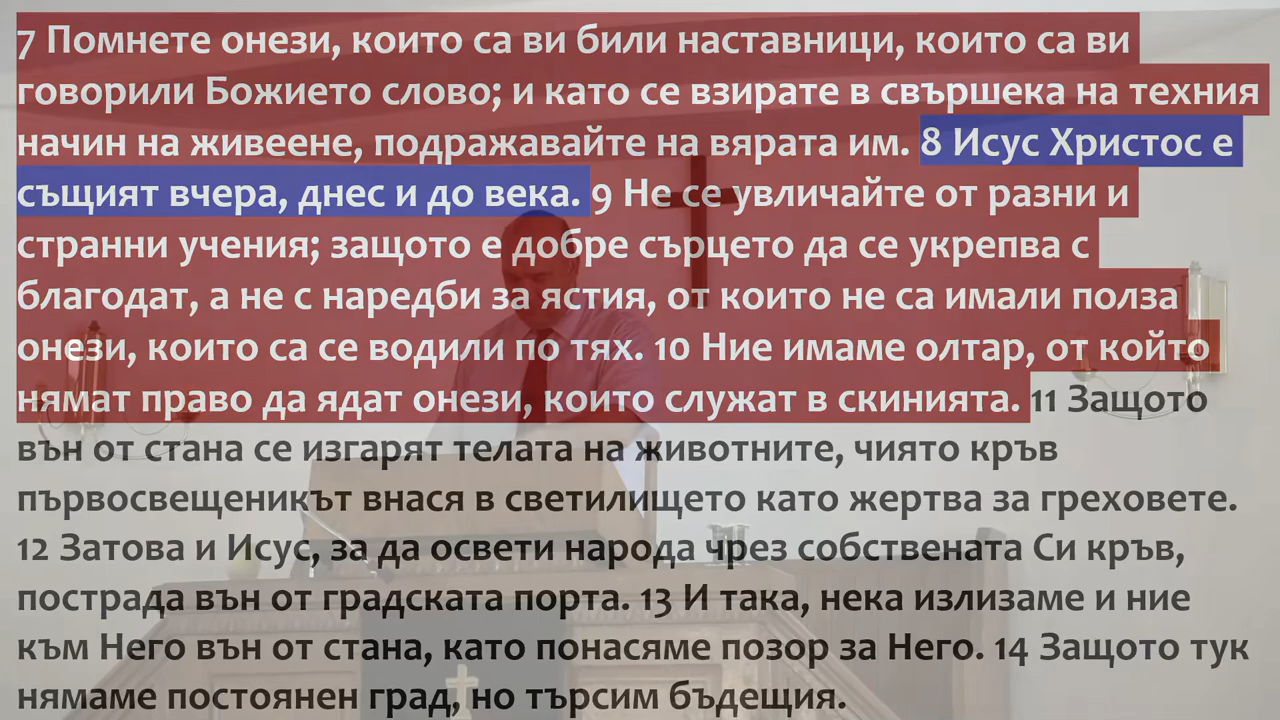 7 Помнете онези, които са ви били наставници, които са ви
говорили Божието слово; и като се взирате в свършека на техния
начин на живеене, подражавайте на вярата им. 8 Исус Христос е
същият вчера, днес и до века. 9 Не се увличайте от разни и
странни учения; защото е добре сърцето да се укрепва с
благодат, а не с наредби за ястия, от които не са имали полза
онези, които са се водили по тях. 10 Ние имаме олтар, от който
нямат право да ядат онези, които служат в скинията. 11 Защото
вън от стана се изгарят телата на животните, чиято кръв
първосвещеникът внася в светилището като жертва за греховете.
12 Затова и Исус, за да освети народа чрез собствената Си кръв,
пострада вън от градската порта. 13 И така, нека излизаме и ние
към Него вън от стана, като понасяме позор за Него. 14 Защото тук
нямаме постоянен град, но търсим бъдещия.